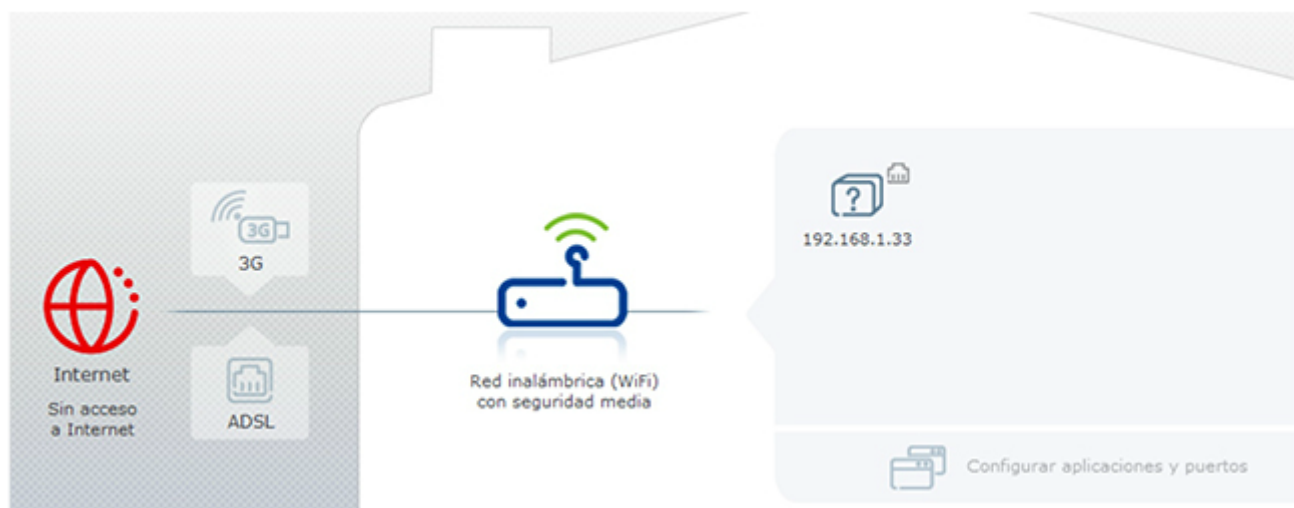 3G
3G
Internet
Sin acceso
a Internet
ADSL
Red inalámbrica (WiFi)
con seguridad media
?
192.168.1.33
Configurar aplicaciones y puertos